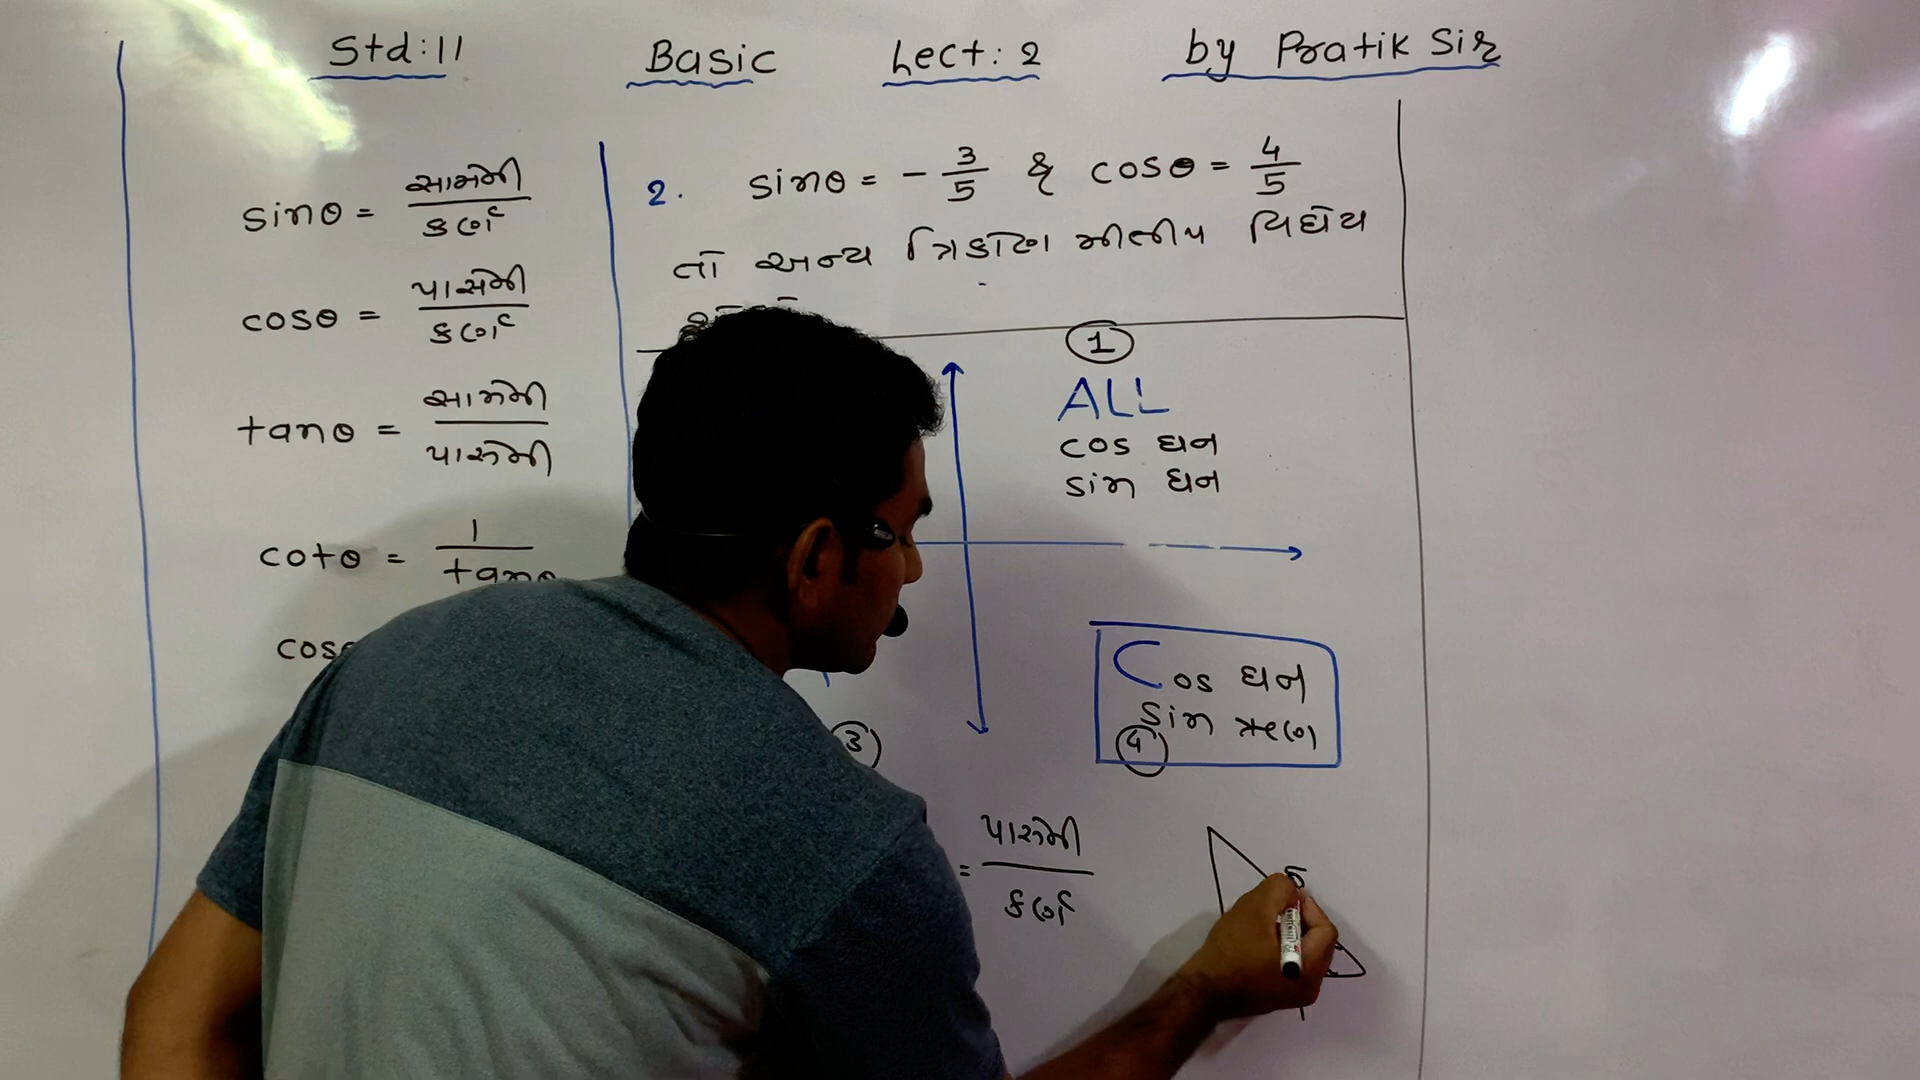 Std:11 Basic Lect: 2 by Pratik Sir
sinθ = સામેની / કર્ણ
cosθ = પાસેની / કર્ણ
tanθ = સામેની / પાસેની
cotθ = 1 / tanθ
cos
2. sinθ = - 3/5 & cosθ = 4/5
તો અન્ય ત્રિકોણ મીતીય વિધેય
1
ALL
cos ધન
sin ધન
Cos ધન
sin ઋણ
4
3
= પાસેની / કર્ણ
5